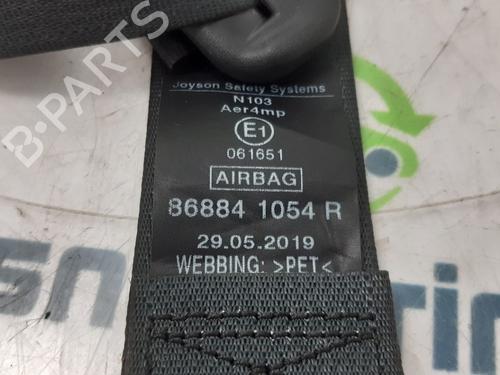 B-PARTS
Joyson Safety Systems
N103
Aer4mp
E1
061651
AIRBAG
86884 1054 R
29.05.2019
WEBBING: >PET<